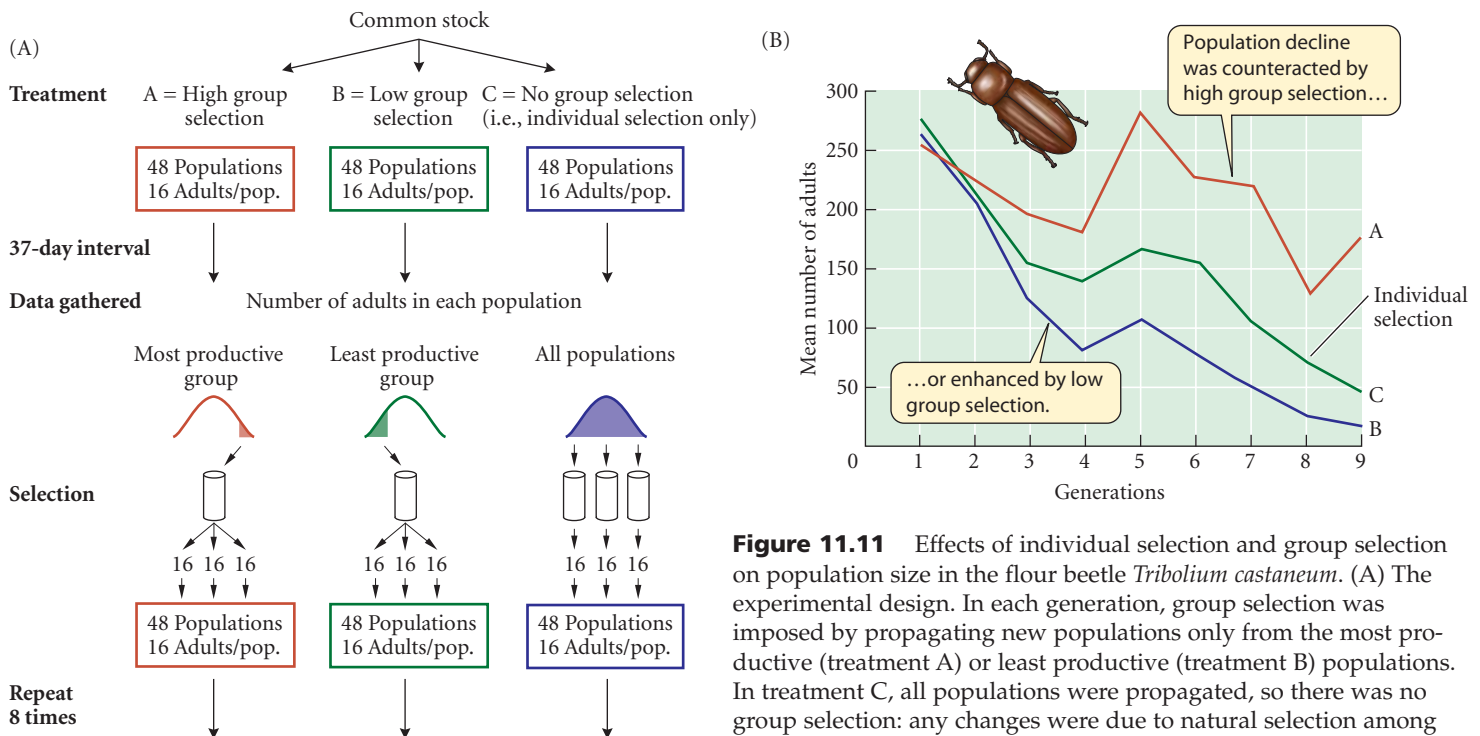 (A)
Common stock
Treatment
A = High group
selection
B = Low group
selection
C = No group selection
(i.e., individual selection only)
48 Populations
16 Adults/pop.
48 Populations
16 Adults/pop.
48 Populations
16 Adults/pop.
37-day interval
Data gathered
Number of adults in each population
Most productive
group
Least productive
group
All populations
Selection
16 16 16
16 16 16
16 16 16
48 Populations
16 Adults/pop.
48 Populations
16 Adults/pop.
48 Populations
16 Adults/pop.
Repeat
8 times
(B)
Population decline
was counteracted by
high group selection…
300
250
200
150
100
50
0
Mean number of adults
A
Individual
selection
…or enhanced by low
group selection.
C
B
1 2 3 4 5 6 7 8 9
Generations
Figure 11.11 Effects of individual selection and group selection
on population size in the flour beetle Tribolium castaneum. (A) The
experimental design. In each generation, group selection was
imposed by propagating new populations only from the most pro-
ductive (treatment A) or least productive (treatment B) populations.
In treatment C, all populations were propagated, so there was no
group selection: any changes were due to natural selection among